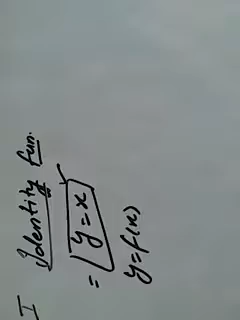 I Identity fun.
= y = x
y = f(x)